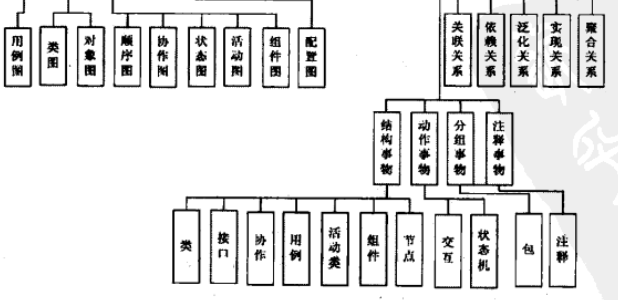 用例图
类图
对象图
顺序图
协作图
状态图
活动图
组件图
配置图
关联关系
依赖关系
泛化关系
实现关系
聚合关系
结构事物
动作事物
分组事物
注释事物
类
接口
协作
用例
活动类
组件
节点
交互
状态机
包
注释